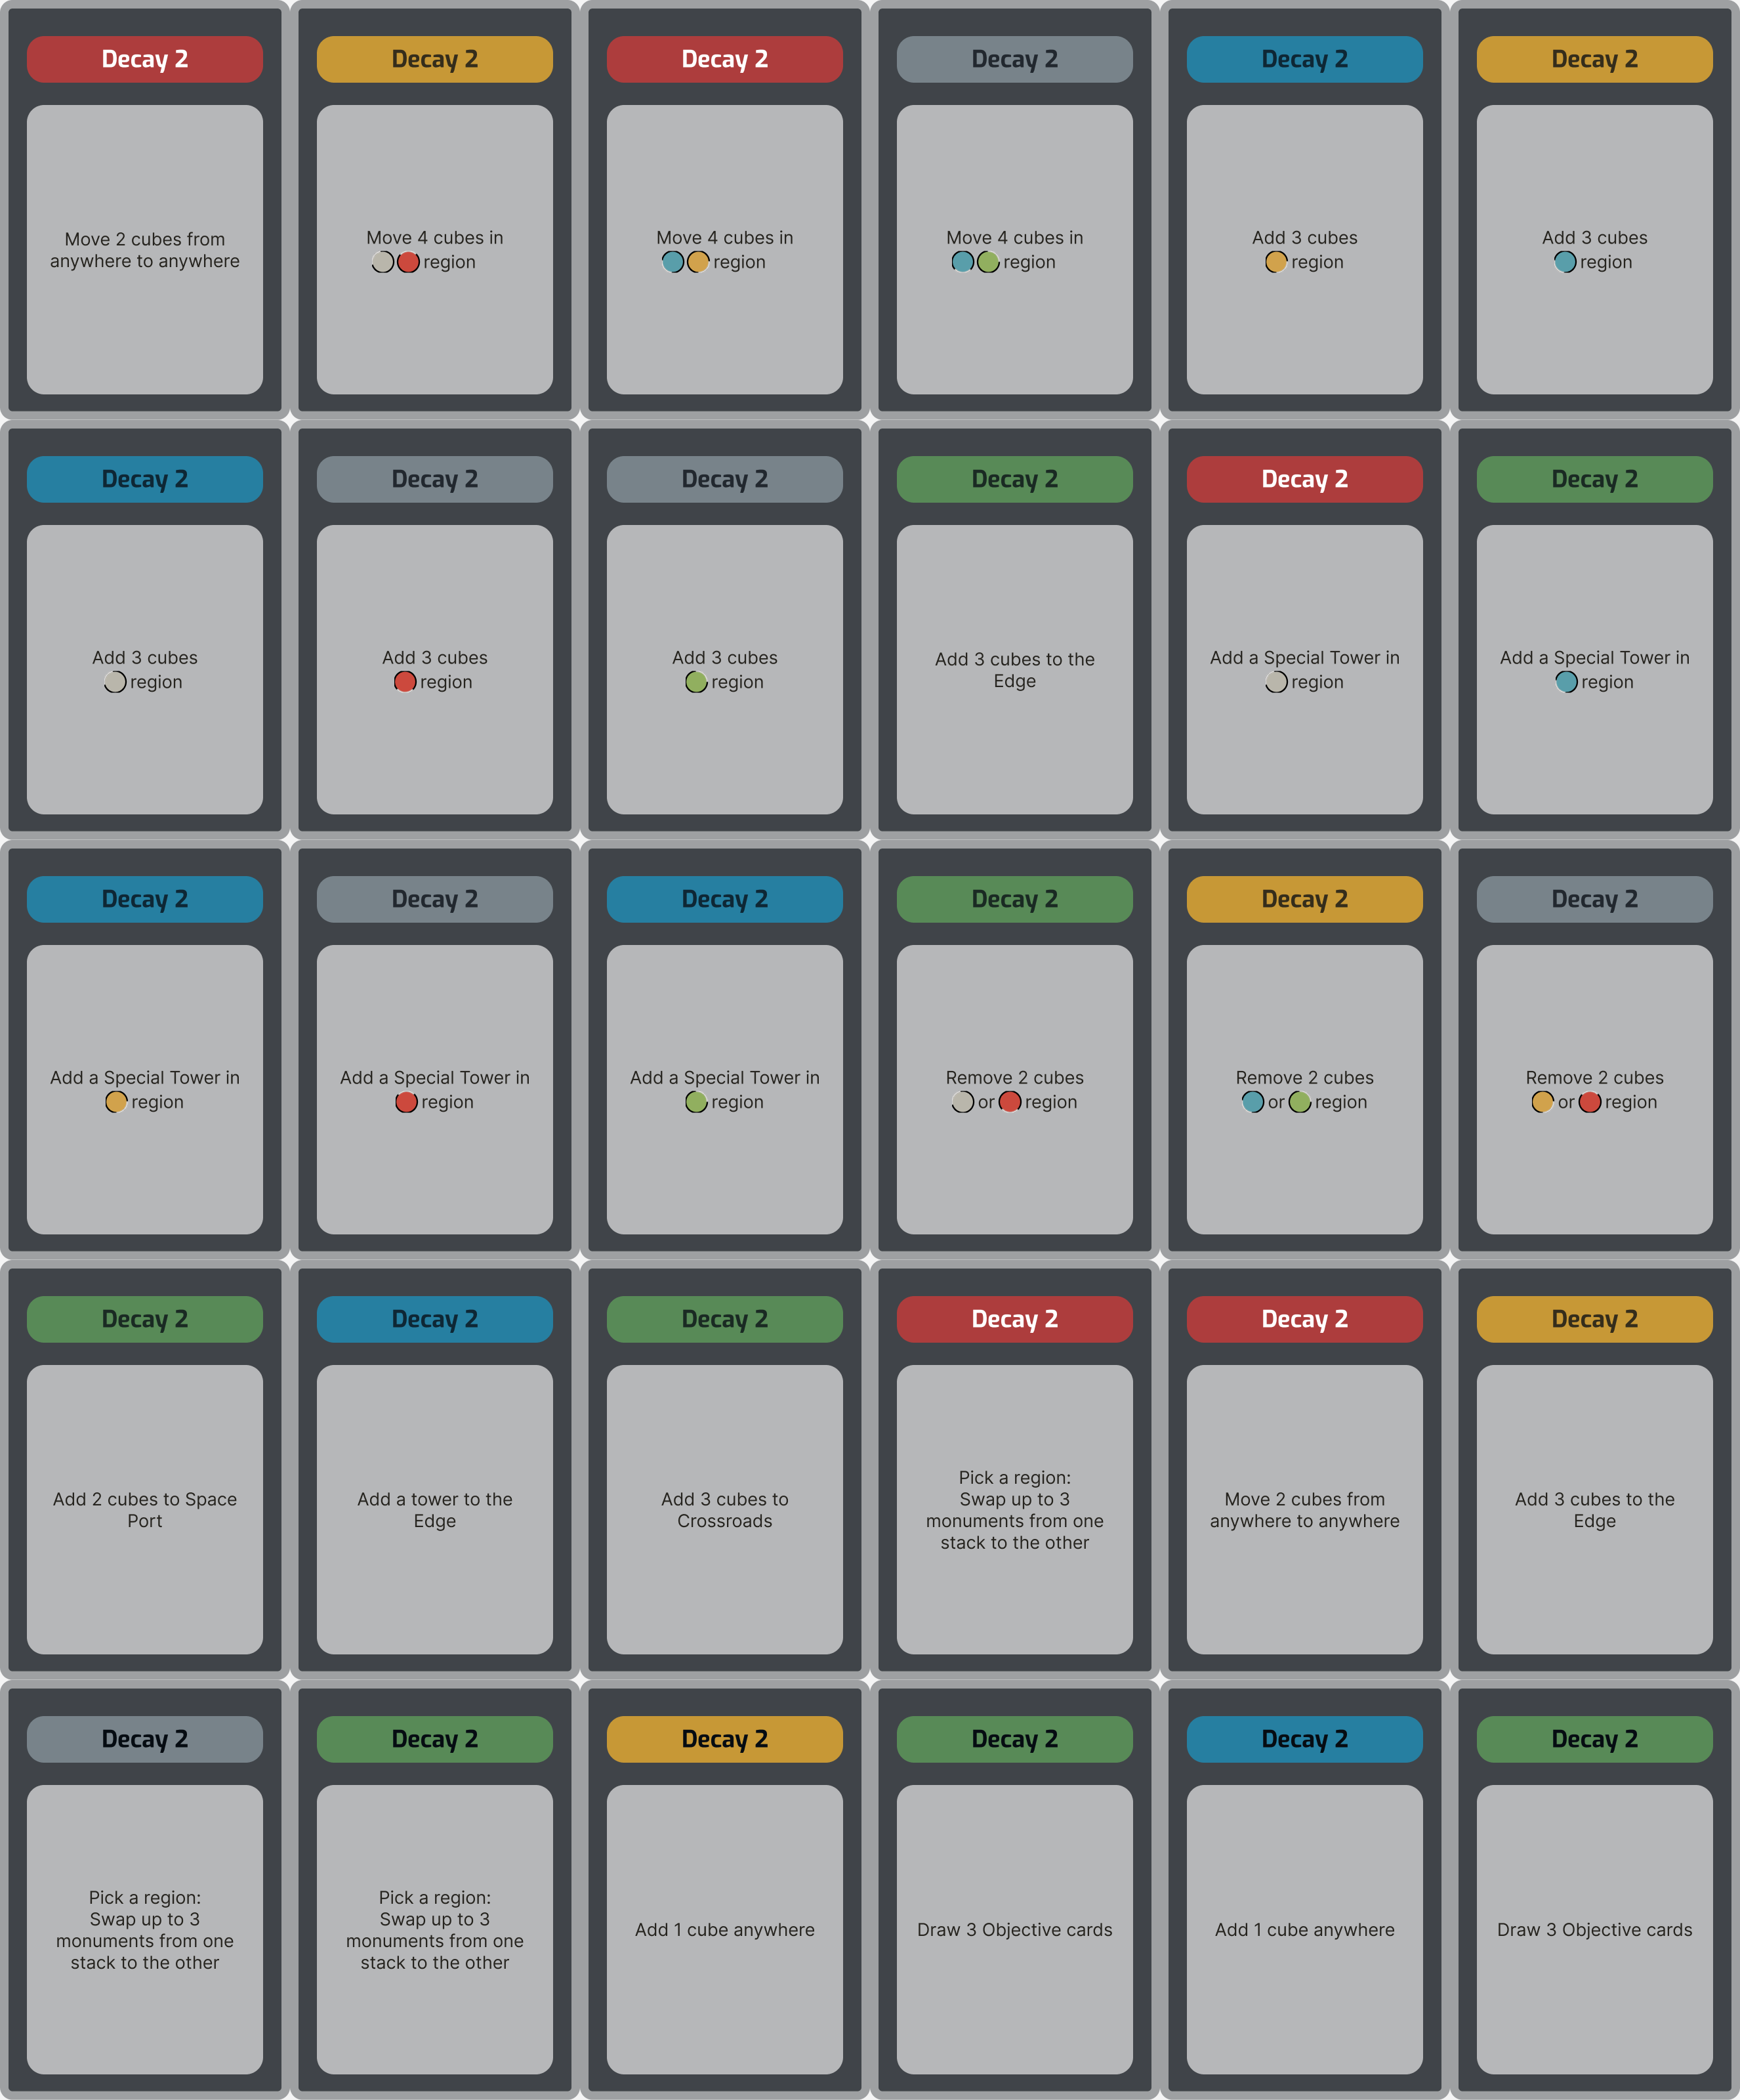 Decay 2
Move 2 cubes from
anywhere to anywhere
Decay 2
Move 4 cubes in
region
Decay 2
Move 4 cubes in
region
Decay 2
Move 4 cubes in
region
Decay 2
Add 3 cubes
region
Decay 2
Add 3 cubes
region
Decay 2
Add 3 cubes
region
Decay 2
Add 3 cubes
region
Decay 2
Add 3 cubes
region
Decay 2
Add 3 cubes to the
Edge
Decay 2
Add a Special Tower in
region
Decay 2
Add a Special Tower in
region
Decay 2
Add a Special Tower in
region
Decay 2
Add a Special Tower in
region
Decay 2
Add a Special Tower in
region
Decay 2
Remove 2 cubes
or region
Decay 2
Remove 2 cubes
or region
Decay 2
Remove 2 cubes
or region
Decay 2
Add 2 cubes to Space
Port
Decay 2
Add a tower to the
Edge
Decay 2
Add 3 cubes to
Crossroads
Decay 2
Pick a region:
Swap up to 3
monuments from one
stack to the other
Decay 2
Move 2 cubes from
anywhere to anywhere
Decay 2
Add 3 cubes to the
Edge
Decay 2
Pick a region:
Swap up to 3
monuments from one
stack to the other
Decay 2
Pick a region:
Swap up to 3
monuments from one
stack to the other
Decay 2
Add 1 cube anywhere
Decay 2
Draw 3 Objective cards
Decay 2
Add 1 cube anywhere
Decay 2
Draw 3 Objective cards